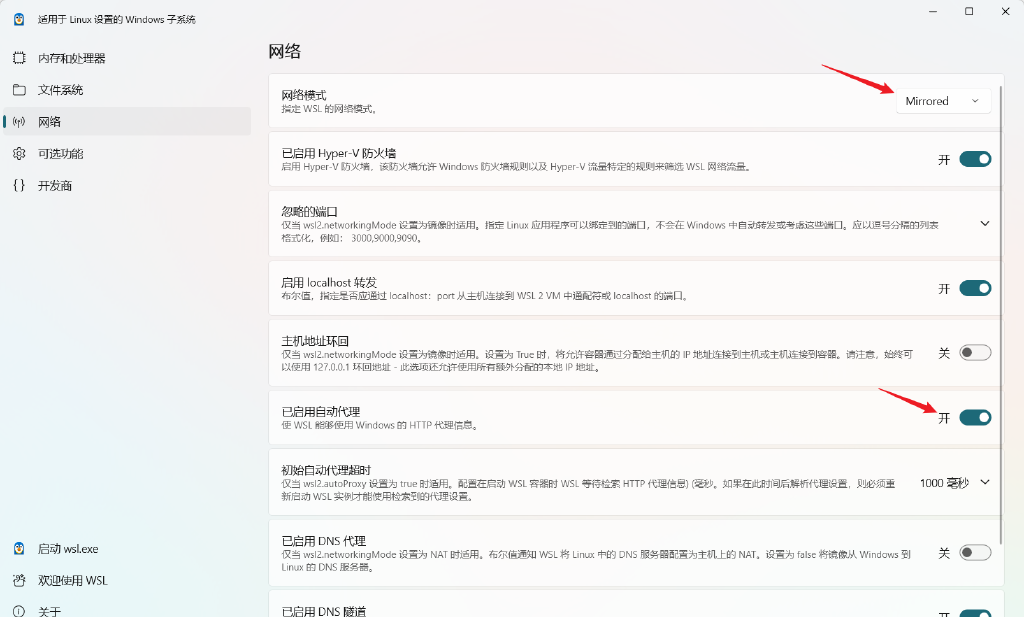 适用于 Linux 设置的 Windows 子系统
内存和处理器
文件系统
网络
可选功能
开发商
启动 wsl.exe
欢迎使用 WSL
关于
网络
网络模式
指定 WSL 的网络模式。
Mirrored
已启用 Hyper-V 防火墙
启用 Hyper-V 防火墙，该防火墙允许 Windows 防火墙规则以及 Hyper-V 流量特定的规则来筛选 WSL 网络流量。
开
忽略的端口
仅当 wsl2.networkingMode 设置为镜像时适用。指定 Linux 应用程序可以绑定到的端口，不会在 Windows 中自动转发或考虑这些端口。应以逗号分隔的列表
格式化，例如： 3000,9000,9090。
启用 localhost 转发
布尔值，指定是否应通过 localhost：port 从主机连接到 WSL 2 VM 中通配符或 localhost 的端口。
开
主机地址环回
仅当 wsl2.networkingMode 设置为镜像时适用。设置为 True 时，将允许容器通过分配给主机的 IP 地址连接到主机或主机连接到容器。请注意，始终可
以使用 127.0.0.1 环回地址 - 此选项还允许使用所有额外分配的本地 IP 地址。
关
已启用自动代理
使 WSL 能够使用 Windows 的 HTTP 代理信息。
开
初始自动代理超时
仅当 wsl2.autoProxy 设置为 true 时适用。配置在启动 WSL 容器时 WSL 等待检索 HTTP 代理信息) (毫秒。如果在此时间后解析代理设置，则必须重
新启动 WSL 实例才能使用检索到的代理设置。
1000 毫秒
已启用 DNS 代理
仅当 wsl2.networkingMode 设置为 NAT 时适用。布尔值通知 WSL 将 Linux 中的 DNS 服务器配置为主机上的 NAT。设置为 false 将镜像从 Windows 到
Linux 的 DNS 服务器。
关
已启用 DNS 隧道
开